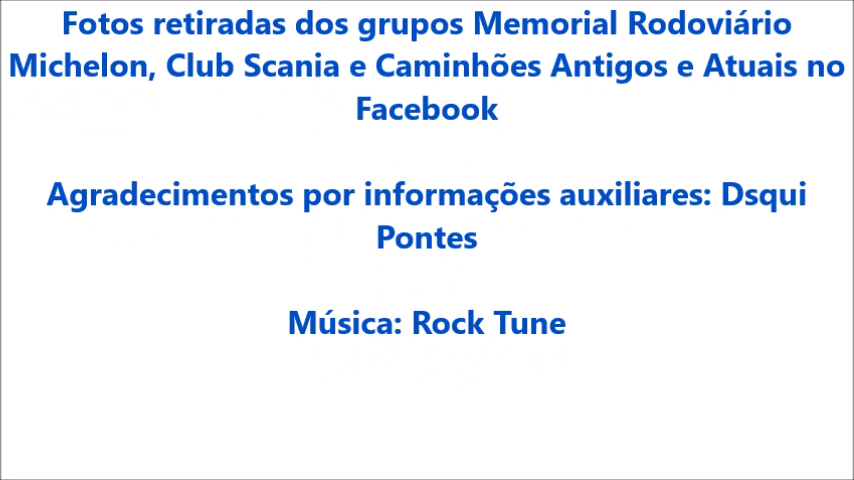 Fotos retiradas dos grupos Memorial Rodoviário
Michelon, Club Scania e Caminhões Antigos e Atuais no
Facebook
Agradecimentos por informações auxiliares: Dsqui
Pontes
Música: Rock Tune